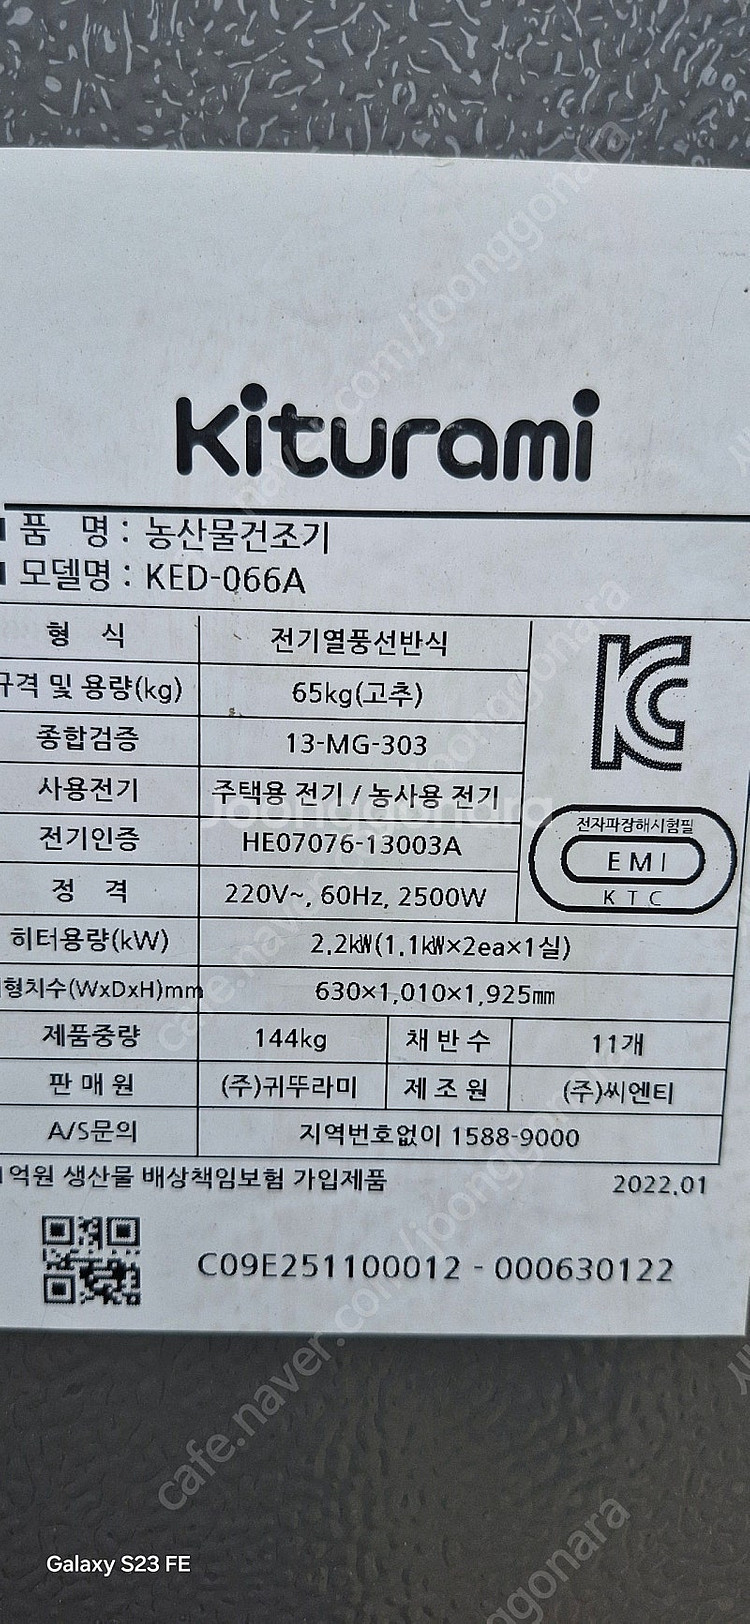 Kiturami
품 명 : 농산물건조기
모델명 : KED-066A
형 식 전기열풍선반식
규격 및 용량(kg) 65kg(고추)
종합검증 13-MG-303
사용전기 주택용 전기 / 농사용 전기
전기인증 HE07076-13003A
정 격 220V~, 60Hz, 2500W
전자파장해시험필
EMI
KTC
히터용량(kW) 2.2kW(1.1kW×2ea×1실)
형치수(WxDxH)mm 630×1,010×1,925mm
제품중량 144kg 채반수 11개
판매원 (주)귀뚜라미 제조원 (주)씨엔티
A/S문의 지역번호없이 1588-9000
1억원 생산물 배상책임보험 가입제품 2022.01
C09E251100012 - 000630122
Galaxy S23 FE
cafe.naver.com/joonggonara
Joonggonara